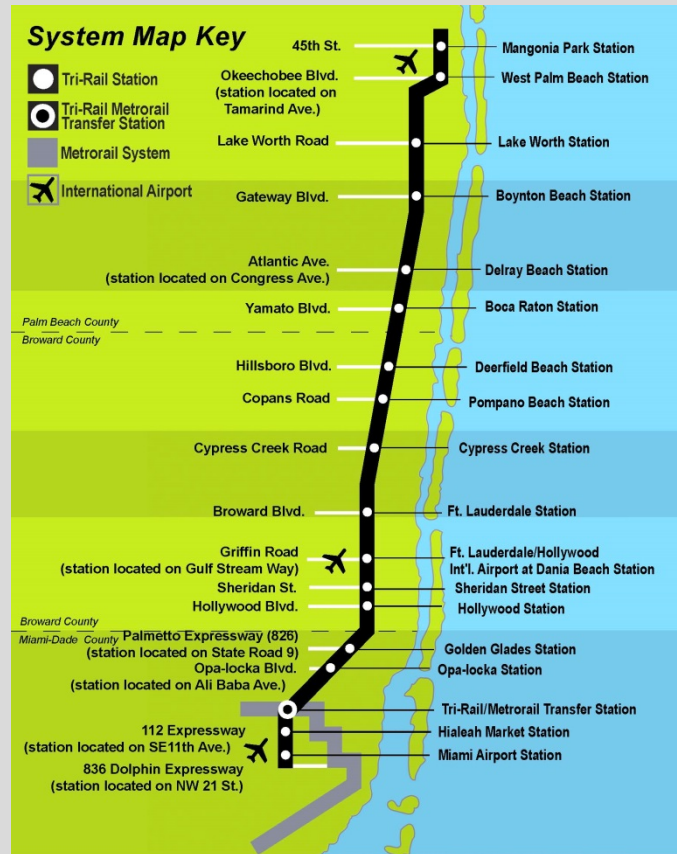 System Map Key
Tri-Rail Station
Tri-Rail Metrorail
Transfer Station
Metrorail System
International Airport
45th St.
Mangonia Park Station
Okeechobee Blvd.
(station located on
Tamarind Ave.)
West Palm Beach Station
Lake Worth Road
Lake Worth Station
Gateway Blvd.
Boynton Beach Station
Atlantic Ave.
(station located on Congress Ave.)
Delray Beach Station
Yamato Blvd.
Boca Raton Station
Palm Beach County
Broward County
Hillsboro Blvd.
Deerfield Beach Station
Copans Road
Pompano Beach Station
Cypress Creek Road
Cypress Creek Station
Broward Blvd.
Ft. Lauderdale Station
Griffin Road
(station located on Gulf Stream Way)
Ft. Lauderdale/Hollywood
Int'l. Airport at Dania Beach Station
Sheridan St.
Sheridan Street Station
Hollywood Blvd.
Hollywood Station
Broward County
Miami-Dade County
Palmetto Expressway (826)
(station located on State Road 9)
Golden Glades Station
Opa-locka Blvd.
(station located on Ali Baba Ave.)
Opa-locka Station
Tri-Rail/Metrorail Transfer Station
112 Expressway
(station located on SE11th Ave.)
Hialeah Market Station
Miami Airport Station
836 Dolphin Expressway
(station located on NW 21 St.)